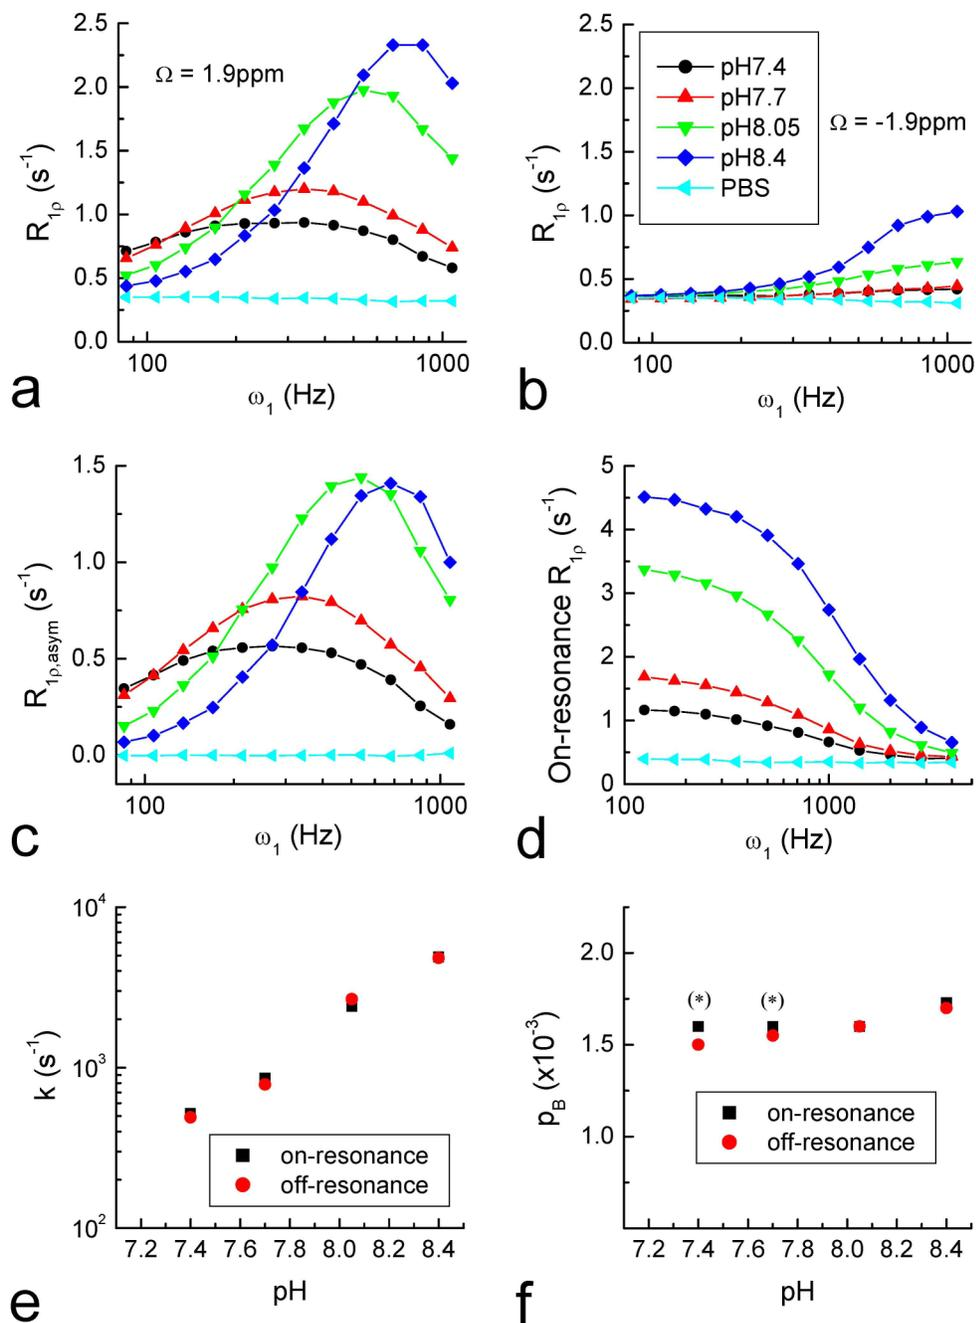 2.5
2.0
1.5
1.0
0.5
0.0
R1ρ (s-1)
Ω = 1.9ppm
100
1000
ω1 (Hz)
a
2.5
2.0
1.5
1.0
0.5
0.0
R1ρ (s-1)
pH7.4
pH7.7
pH8.05
pH8.4
PBS
Ω = -1.9ppm
100
1000
ω1 (Hz)
b
1.5
1.0
0.5
0.0
R1ρ,asym (s-1)
100
1000
ω1 (Hz)
c
5
4
3
2
1
0
On-resonance R1ρ (s-1)
100
1000
ω1 (Hz)
d
10^4
10^3
10^2
k (s-1)
on-resonance
off-resonance
7.2 7.4 7.6 7.8 8.0 8.2 8.4
pH
e
2.0
1.5
1.0
pB (x10-3)
(*) (*)
on-resonance
off-resonance
7.2 7.4 7.6 7.8 8.0 8.2 8.4
pH
f